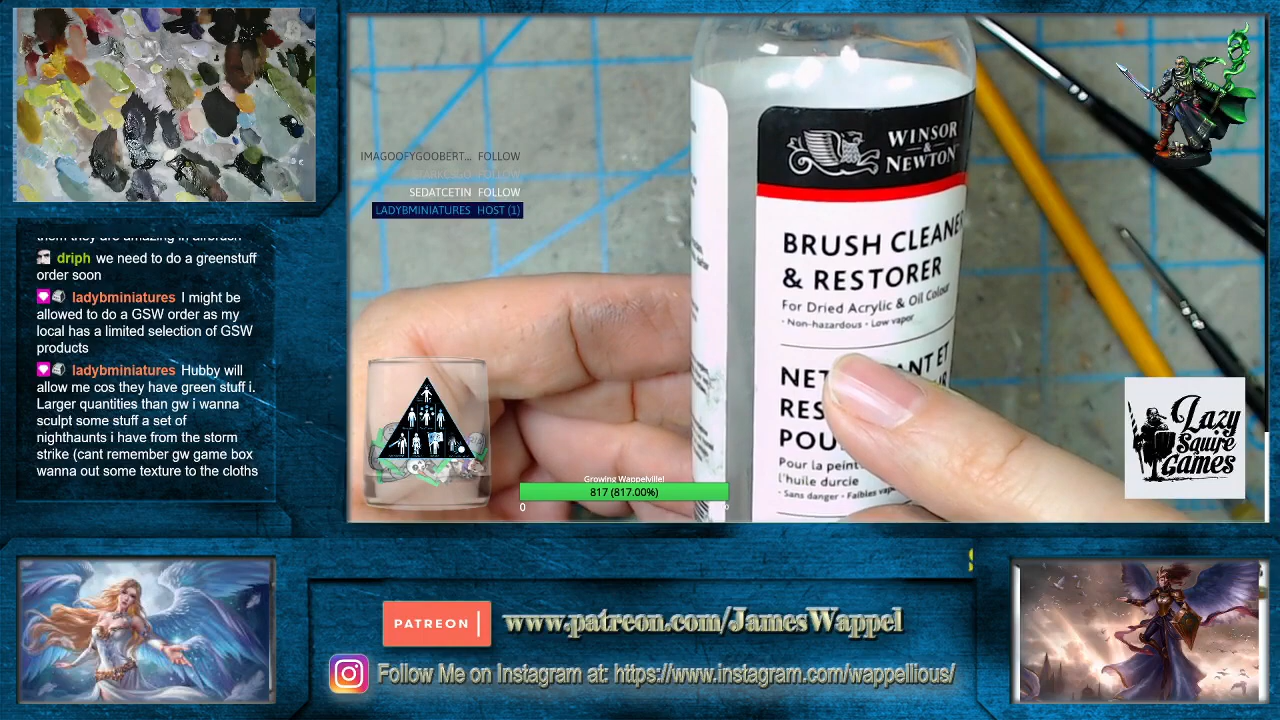 them they are amazing in airbrush
driph we need to do a greenstuff
order soon
ladybminiatures I might be
allowed to do a GSW order as my
local has a limited selection of GSW
products
ladybminiatures Hubby will
allow me cos they have green stuff i.
Larger quantities than gw i wanna
sculpt some stuff a set of
nighthaunts i have from the storm
strike (cant remember gw game box
wanna out some texture to the cloths
IMAGOOFYGOOBERT... FOLLOW
FOLLOW
SEDATCETIN FOLLOW
LADYBMINIATURES HOST (1)
Growing Wappelville!
817 (817.00%)
0
WINSOR
&
NEWTON
BRUSH CLEANER
& RESTORER
For Dried Acrylic & Oil Colour
• Non-hazardous • Low vapor
NET ANT ET
RES
POU
Pour la peint
l'huile durcie
• Sans danger • Faibles vap
Lazy
Squire
Games
PATREON
www.patreon.com/JamesWappel
Follow Me on Instagram at: https://www.instagram.com/wappellious/